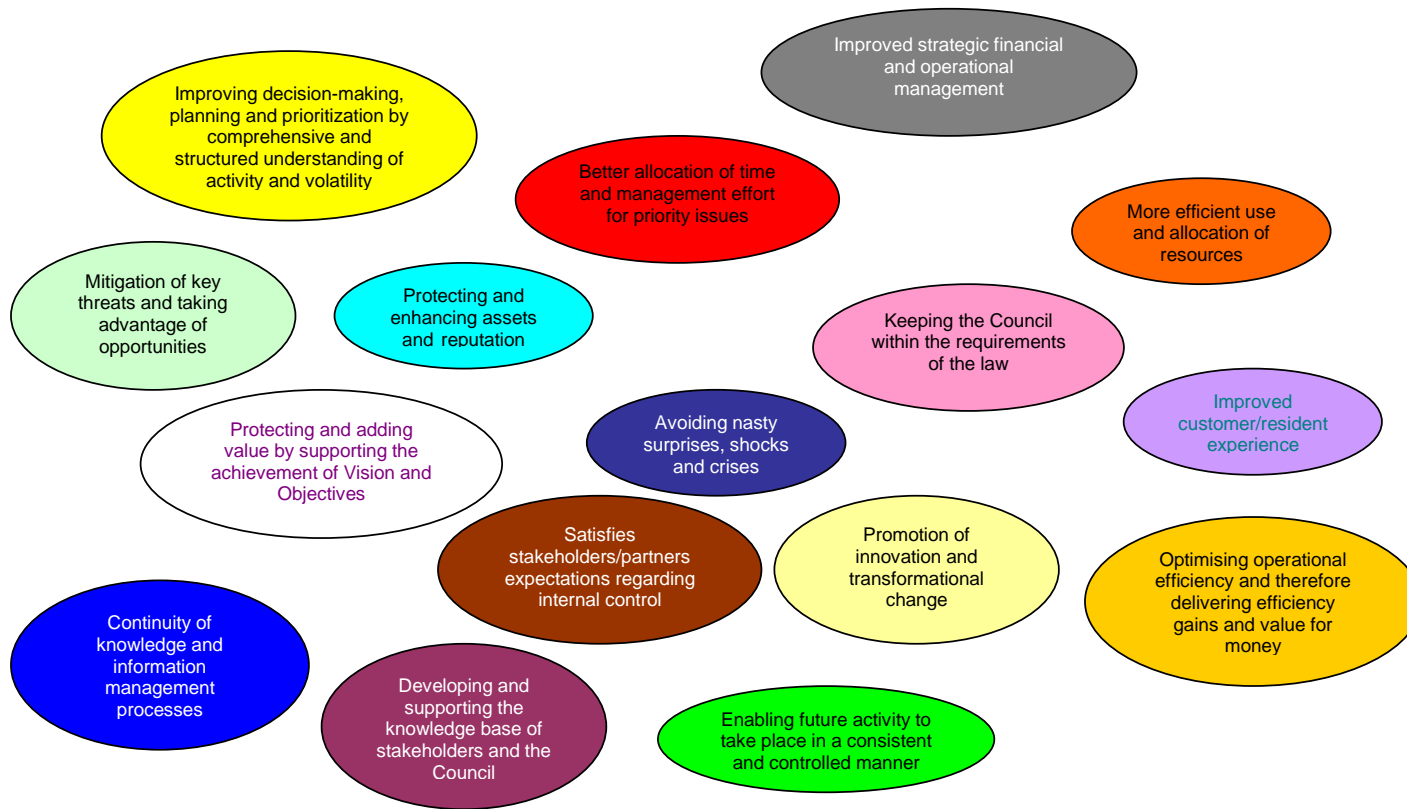 Improved strategic financial
and operational
management
Improving decision-making,
planning and prioritization by
comprehensive and
structured understanding of
activity and volatility
Better allocation of time
and management effort
for priority issues
More efficient use
and allocation of
resources
Mitigation of key
threats and taking
advantage of
opportunities
Protecting and
enhancing assets
and reputation
Keeping the Council
within the requirements
of the law
Improved
customer/resident
experience
Protecting and adding
value by supporting the
achievement of Vision and
Objectives
Avoiding nasty
surprises, shocks
and crises
Satisfies
stakeholders/partners
expectations regarding
internal control
Promotion of
innovation and
transformational
change
Optimising operational
efficiency and therefore
delivering efficiency
gains and value for
money
Continuity of
knowledge and
information
management
processes
Developing and
supporting the
knowledge base of
stakeholders and the
Council
Enabling future activity to
take place in a consistent
and controlled manner